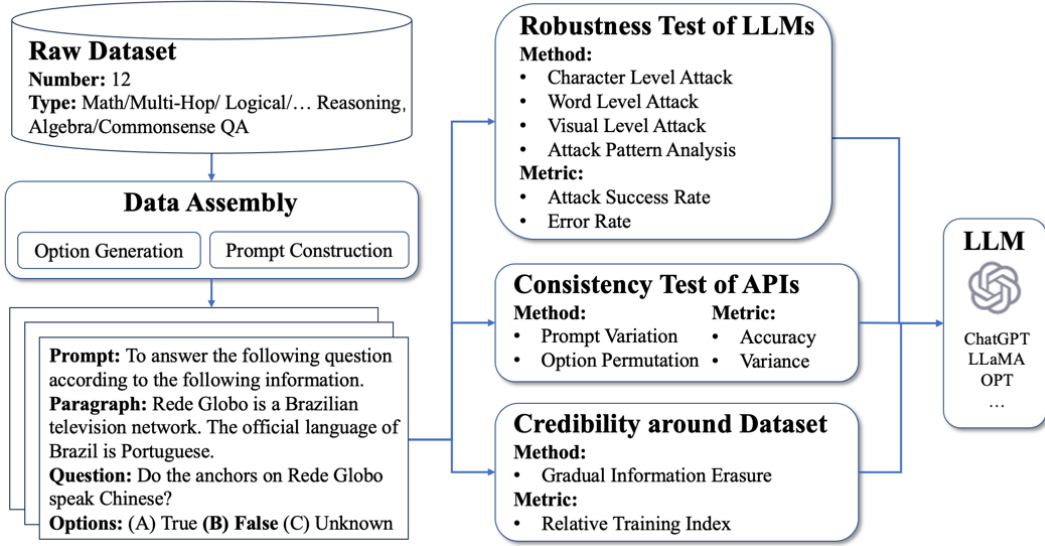 Raw Dataset
Number: 12
Type: Math/Multi-Hop/ Logical/… Reasoning,
Algebra/Commonsense QA
Data Assembly
Option Generation
Prompt Construction
Prompt: To answer the following question
according to the following information.
Paragraph: Rede Globo is a Brazilian
television network. The official language of
Brazil is Portuguese.
Question: Do the anchors on Rede Globo
speak Chinese?
Options: (A) True (B) False (C) Unknown
Robustness Test of LLMs
Method:
• Character Level Attack
• Word Level Attack
• Visual Level Attack
• Attack Pattern Analysis
Metric:
• Attack Success Rate
• Error Rate
Consistency Test of APIs
Method:
• Prompt Variation
• Option Permutation
Metric:
• Accuracy
• Variance
Credibility around Dataset
Method:
• Gradual Information Erasure
Metric:
• Relative Training Index
LLM
ChatGPT
LLaMA
OPT
…